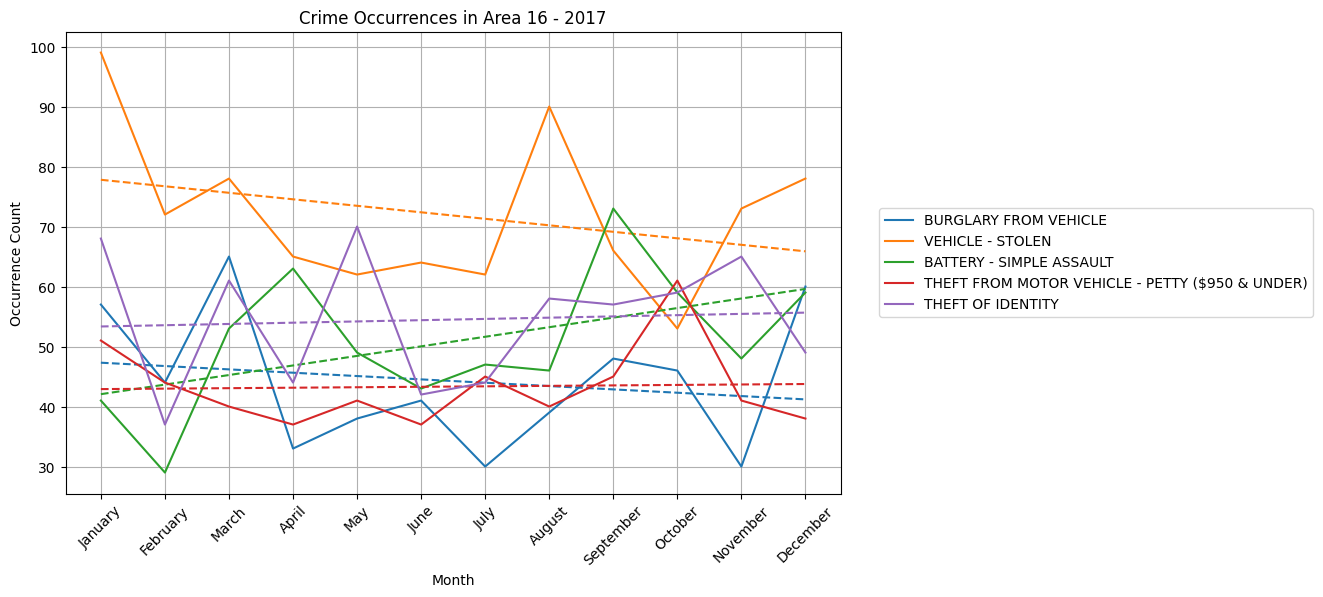 Crime Occurrences in Area 16 - 2017
Occurrence Count
100
90
80
70
60
50
40
30
January
February
March
April
May
June
July
August
September
October
November
December
Month
BURGLARY FROM VEHICLE
VEHICLE - STOLEN
BATTERY - SIMPLE ASSAULT
THEFT FROM MOTOR VEHICLE - PETTY ($950 & UNDER)
THEFT OF IDENTITY